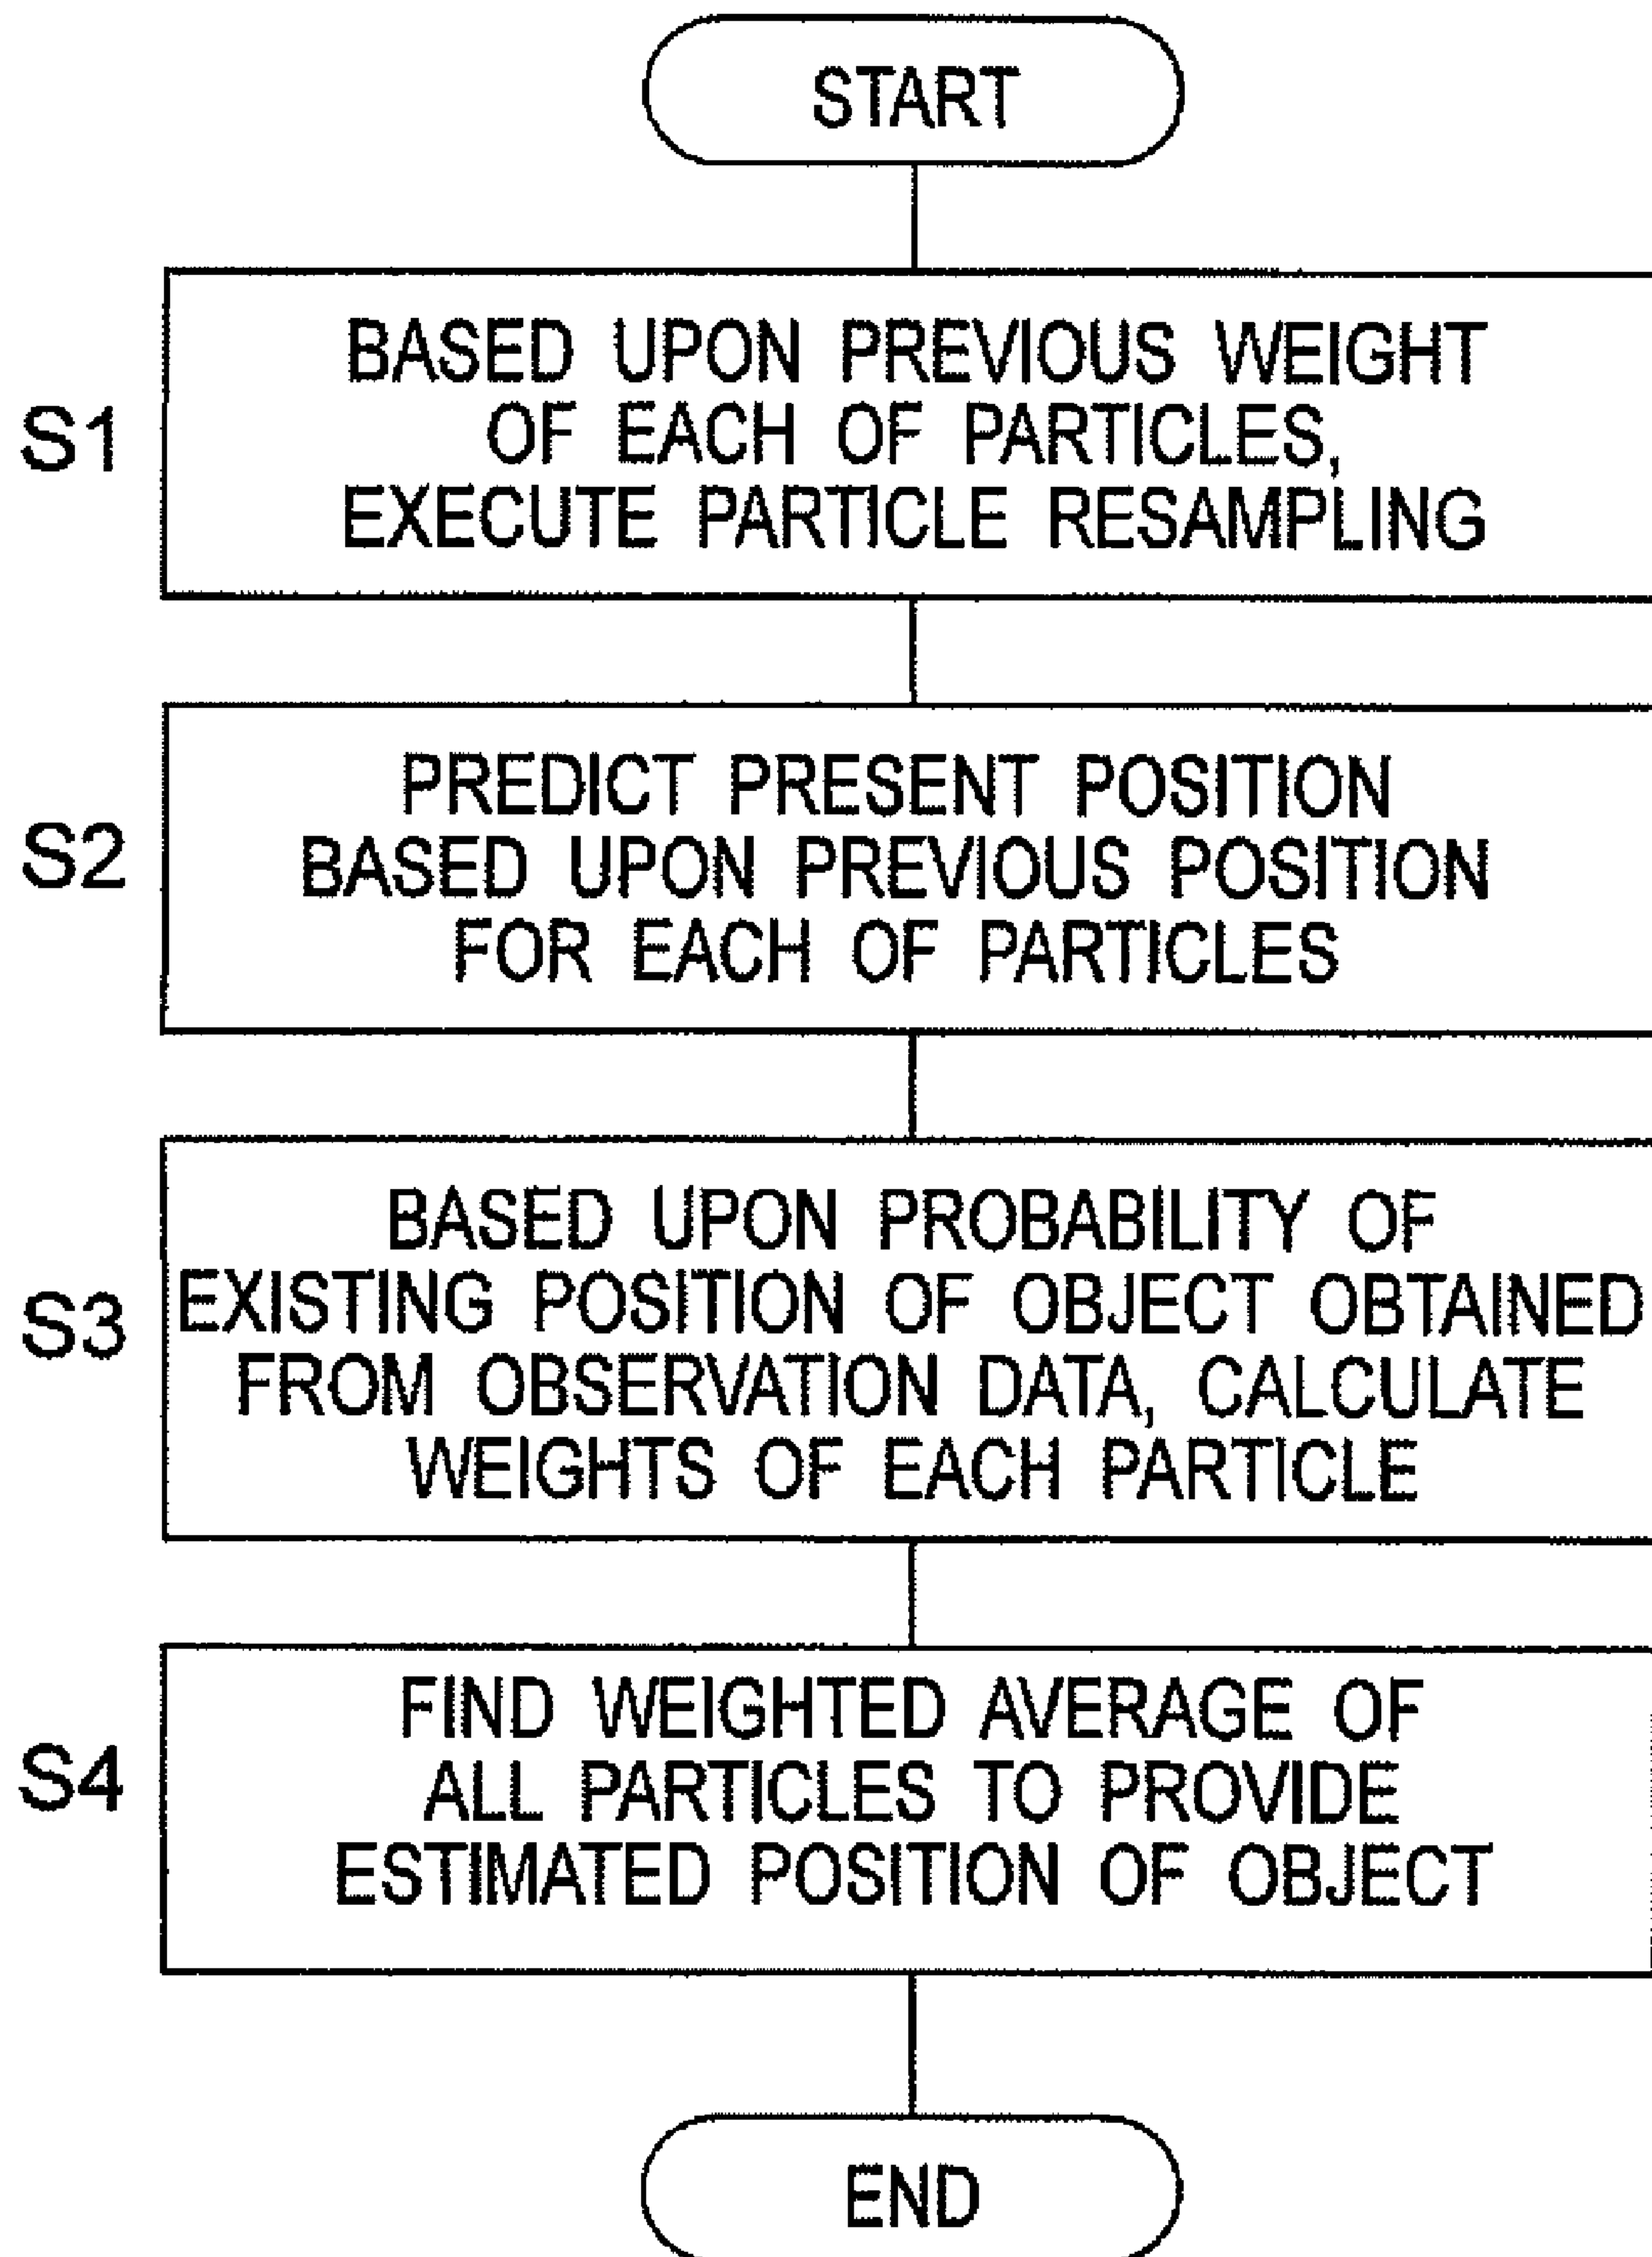 START
S1
BASED UPON PREVIOUS WEIGHT
OF EACH OF PARTICLES,
EXECUTE PARTICLE RESAMPLING
S2
PREDICT PRESENT POSITION
BASED UPON PREVIOUS POSITION
FOR EACH OF PARTICLES
S3
BASED UPON PROBABILITY OF
EXISTING POSITION OF OBJECT OBTAINED
FROM OBSERVATION DATA, CALCULATE
WEIGHTS OF EACH PARTICLE
S4
FIND WEIGHTED AVERAGE OF
ALL PARTICLES TO PROVIDE
ESTIMATED POSITION OF OBJECT
END